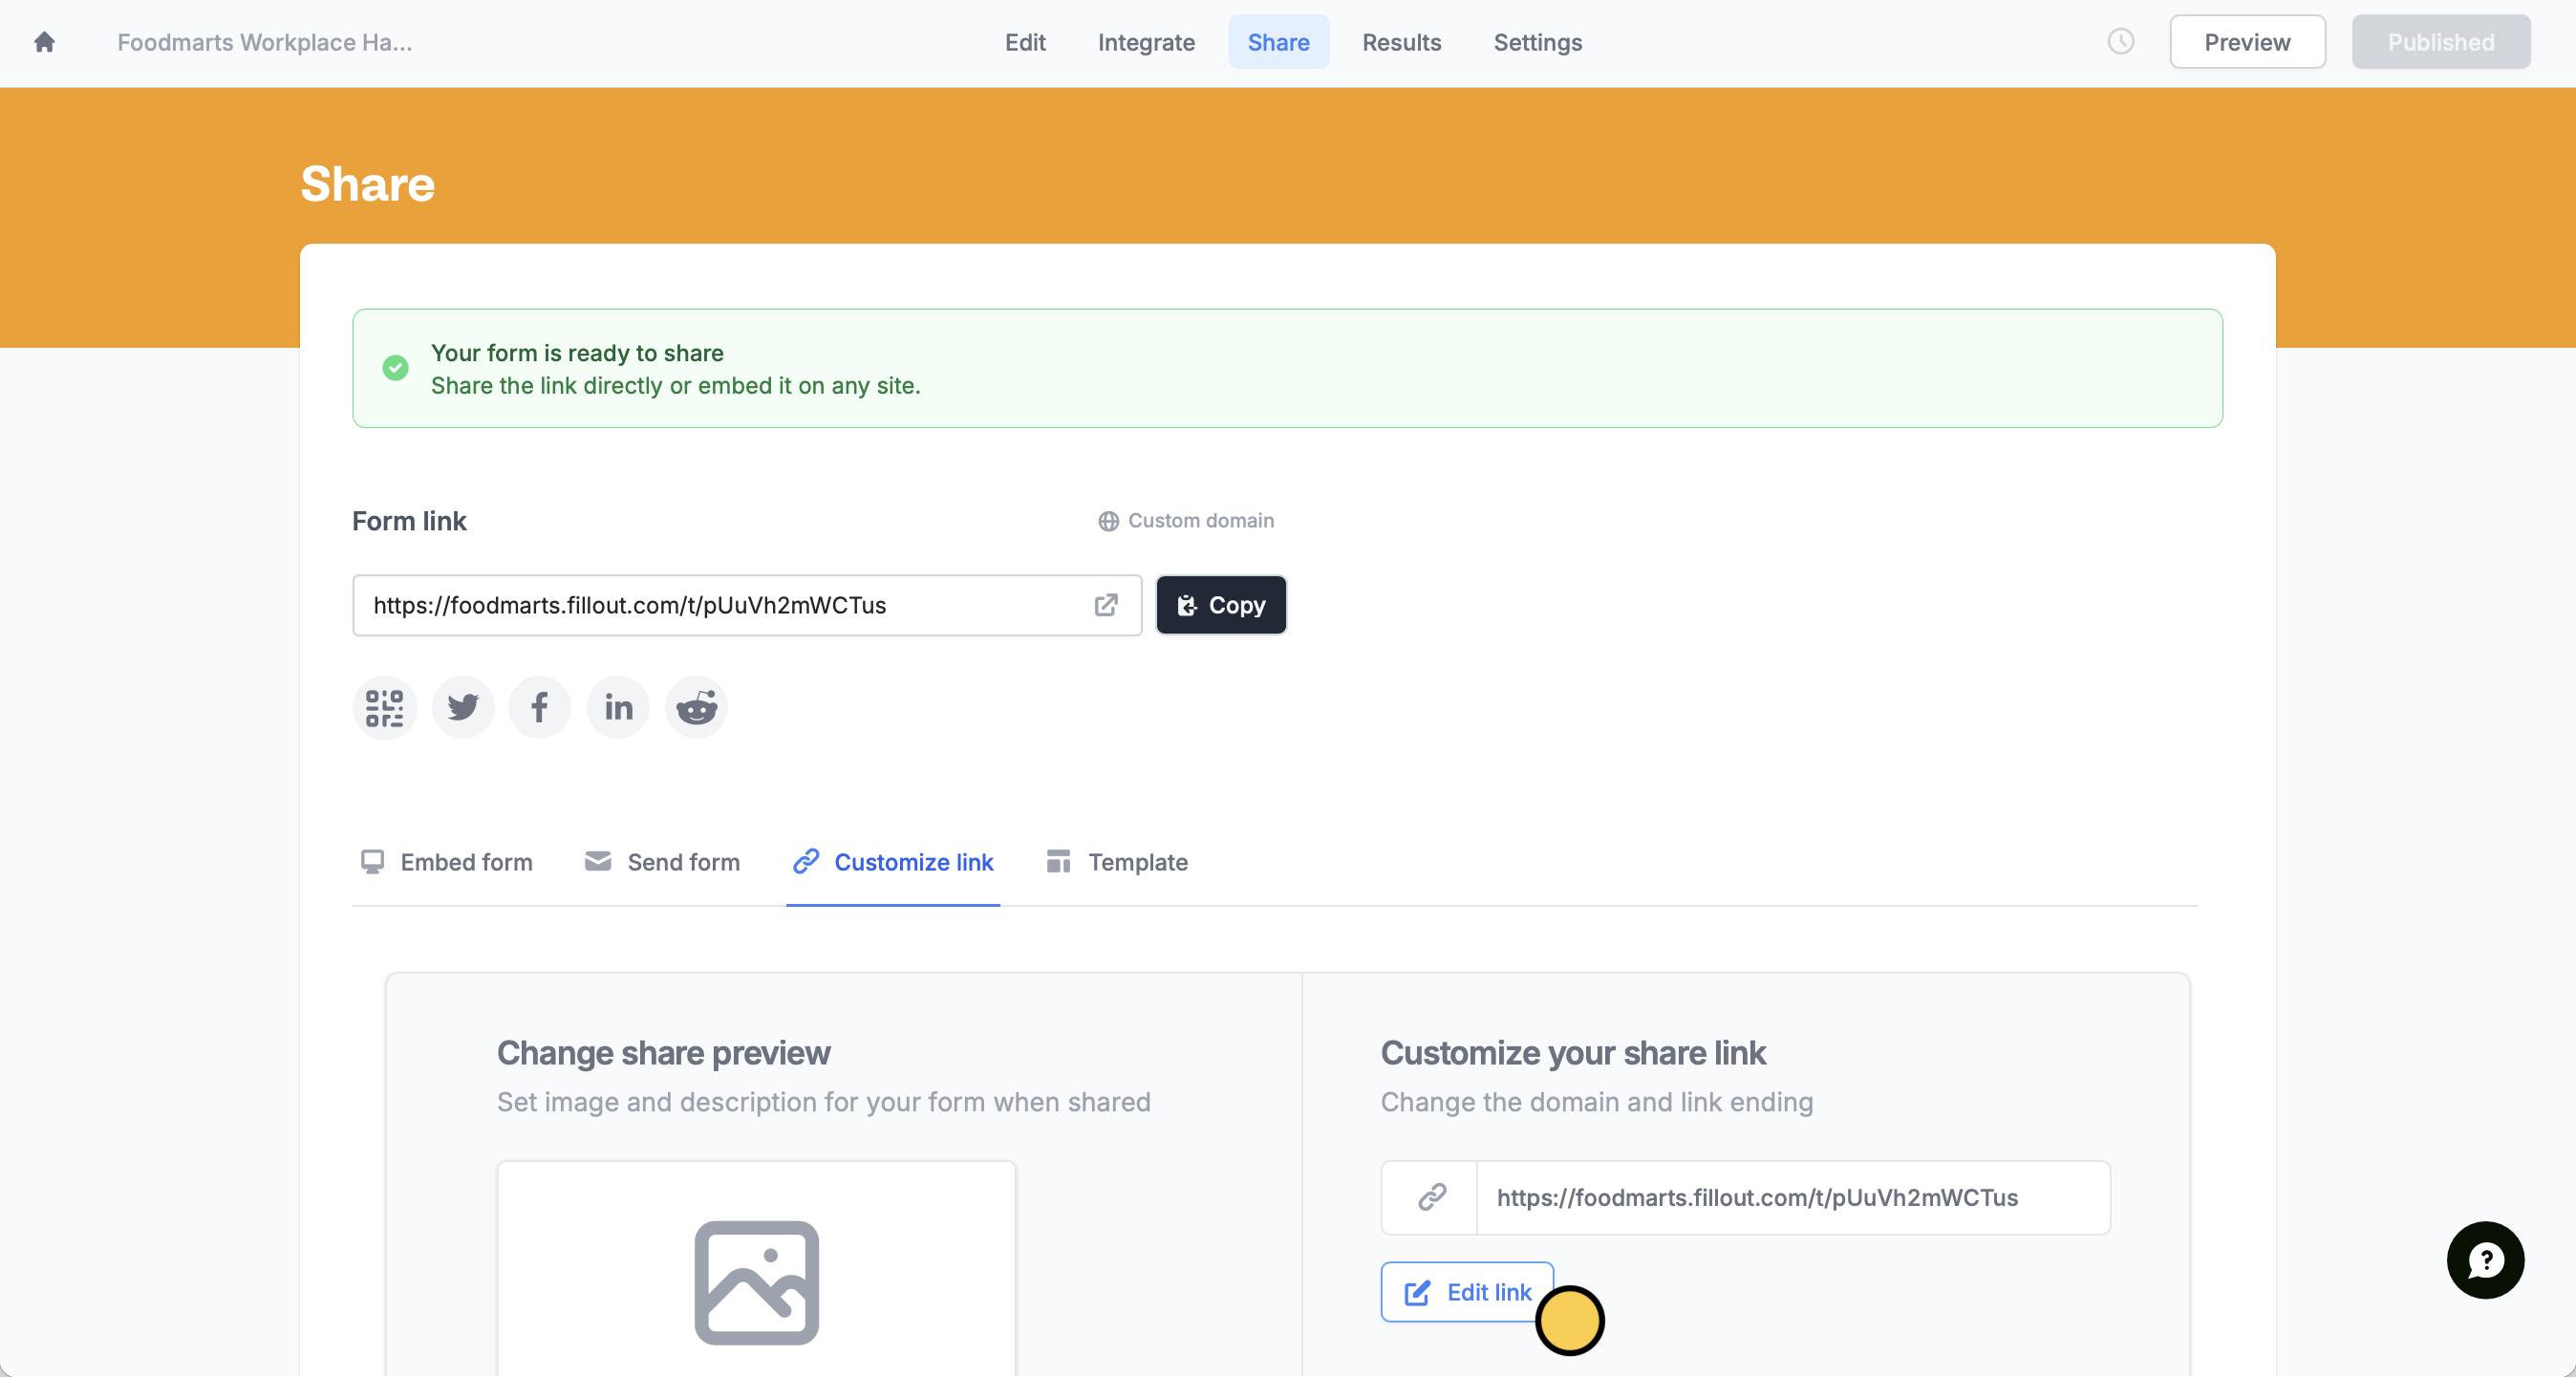 Foodmarts Workplace Ha...
Edit
Integrate
Share
Results
Settings
Preview
Published
Share
Your form is ready to share
Share the link directly or embed it on any site.
Form link
Custom domain
https://foodmarts.fillout.com/t/pUuVh2mWCTus
Copy
Embed form
Send form
Customize link
Template
Change share preview
Set image and description for your form when shared
Customize your share link
Change the domain and link ending
https://foodmarts.fillout.com/t/pUuVh2mWCTus
Edit link